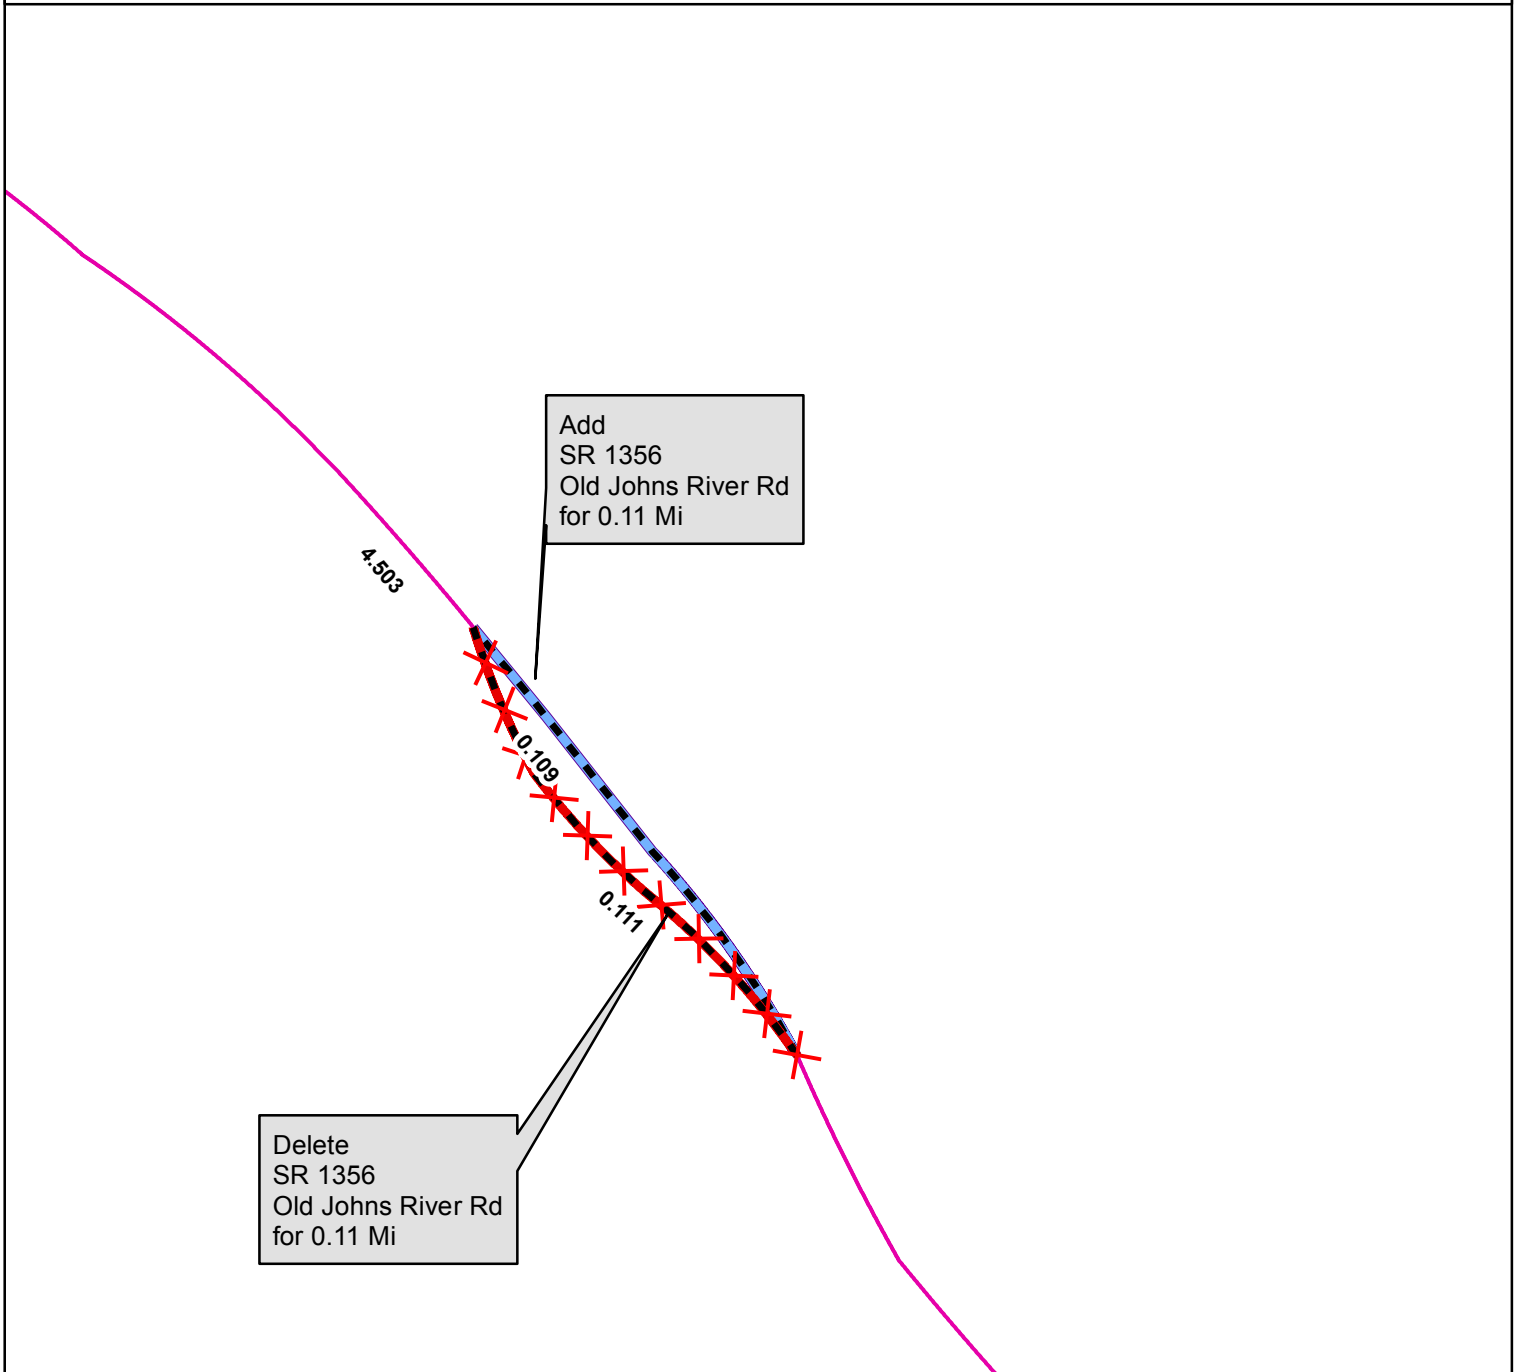 Add
SR 1356
Old Johns River Rd
for 0.11 Mi
4.503
0.109
0.111
Delete
SR 1356
Old Johns River Rd
for 0.11 Mi